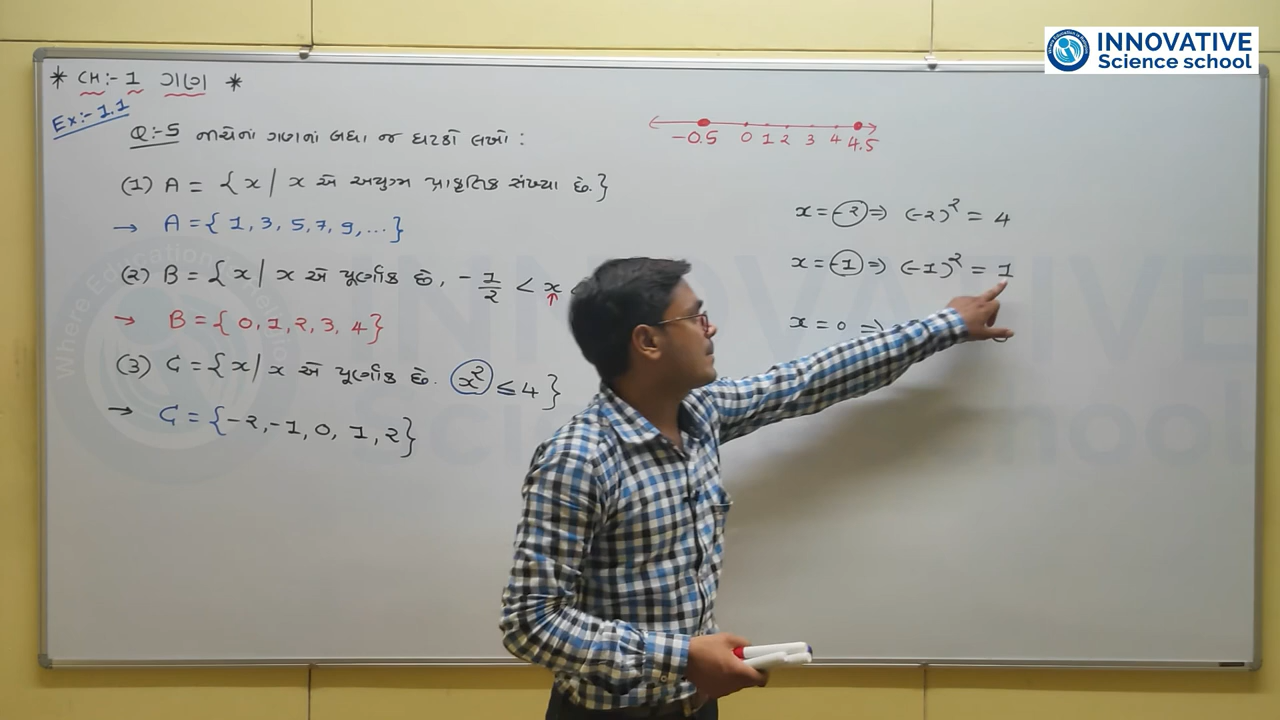 * CH:- 1 ગણ *
Ex:- 1.1
Q:-5 નીચેનાં ગણનાં બધા જ ઘટકો લખો :
(1) A = {x | x એ અયુગ્મ પ્રાકૃતિક સંખ્યા છે.}
→ A = {1, 3, 5, 7, 9, ...}
(2) B = {x | x એ પૂર્ણાંક છે, -1/2 < x <
→ B = {0, 1, 2, 3, 4}
(3) C = {x | x એ પૂર્ણાંક છે. x² ≤ 4}
→ C = {-2, -1, 0, 1, 2}
-0.5 0 1 2 3 4 4.5
x = -2 ⇒ (-2)² = 4
x = -1 ⇒ (-1)² = 1
x = 0 ⇒
INNOVATIVE
Science school